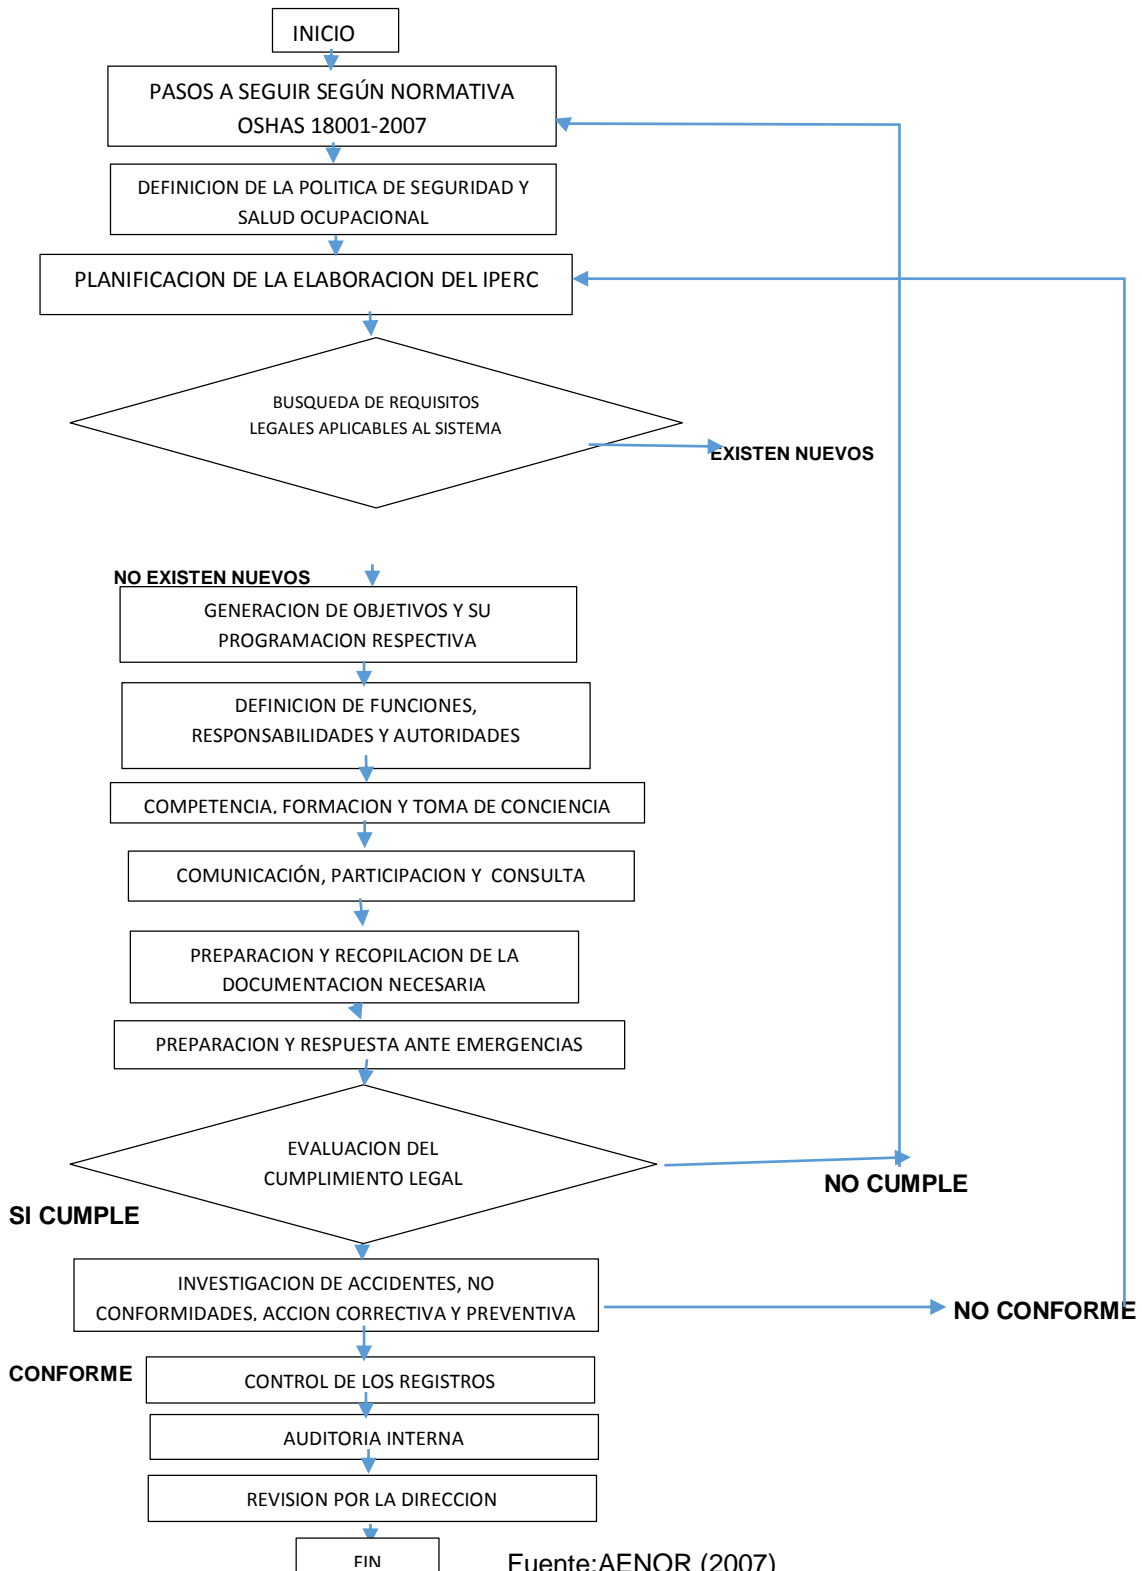 INICIO
PASOS A SEGUIR SEGÚN NORMATIVA
OSHAS 18001-2007
DEFINICION DE LA POLITICA DE SEGURIDAD Y
SALUD OCUPACIONAL
PLANIFICACION DE LA ELABORACION DEL IPERC
BUSQUEDA DE REQUISITOS
LEGALES APLICABLES AL SISTEMA
EXISTEN NUEVOS
NO EXISTEN NUEVOS
GENERACION DE OBJETIVOS Y SU
PROGRAMACION RESPECTIVA
DEFINICION DE FUNCIONES,
RESPONSABILIDADES Y AUTORIDADES
COMPETENCIA, FORMACION Y TOMA DE CONCIENCIA
COMUNICACIÓN, PARTICIPACION Y CONSULTA
PREPARACION Y RECOPILACION DE LA
DOCUMENTACION NECESARIA
PREPARACION Y RESPUESTA ANTE EMERGENCIAS
EVALUACION DEL
CUMPLIMIENTO LEGAL
NO CUMPLE
SI CUMPLE
INVESTIGACION DE ACCIDENTES, NO
CONFORMIDADES, ACCION CORRECTIVA Y PREVENTIVA
NO CONFORME
CONFORME
CONTROL DE LOS REGISTROS
AUDITORIA INTERNA
REVISION POR LA DIRECCION
FIN
Fuente:AENOR (2007)